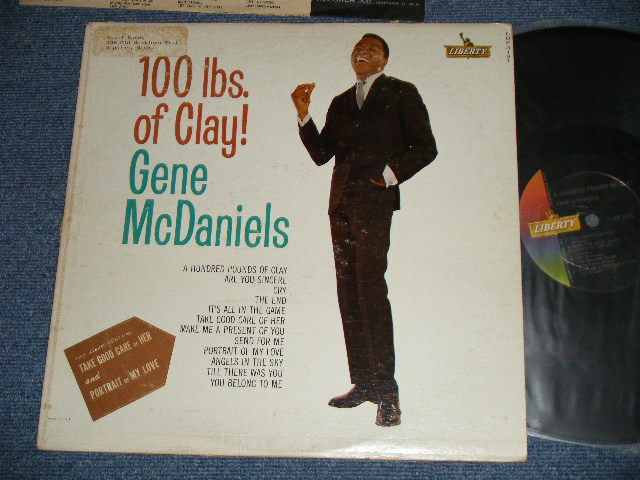 LIBERTY
100 lbs.
of Clay!
Gene
McDaniels
A HUNDRED POUNDS OF CLAY
ARE YOU SINCERE
CRY
THE END
IT'S ALL IN THE GAME
TAKE GOOD CARE OF HER
MAKE ME A PRESENT OF YOU
SEND FOR ME
PORTRAIT OF MY LOVE
ANGELS IN THE SKY
TILL THERE WAS YOU
YOU BELONG TO ME
TAKE GOOD CARE OF HER
and
PORTRAIT OF MY LOVE
LIBERTY